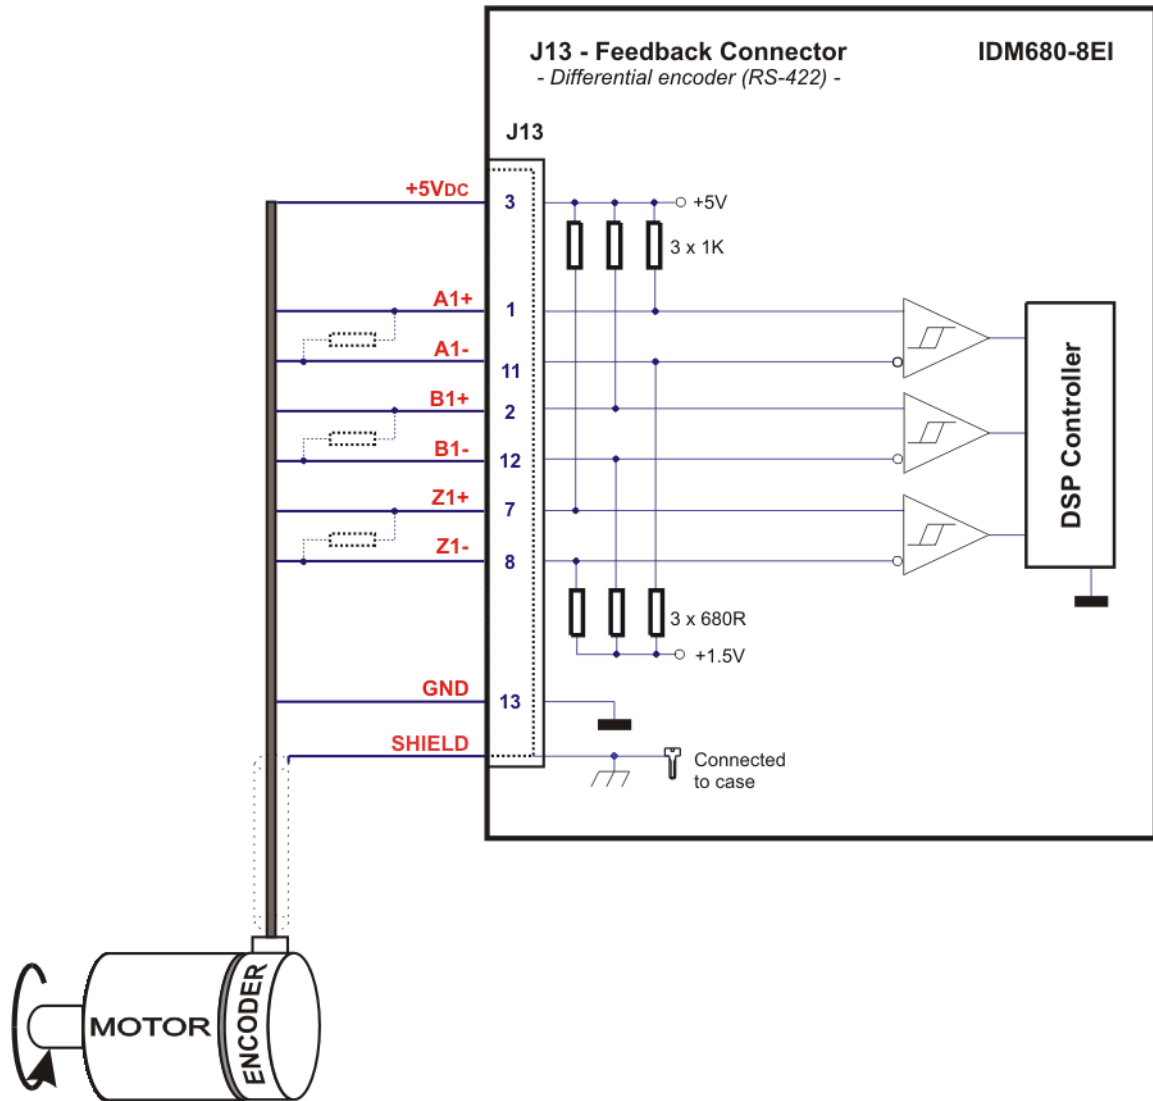 J13 - Feedback Connector
IDM680-8EI
- Differential encoder (RS-422) -
J13
+5VDC
3
+5V
3 x 1K
A1+
1
A1-
11
B1+
2
B1-
12
Z1+
7
Z1-
8
DSP Controller
3 x 680R
+1.5V
GND
13
SHIELD
Connected
to case
MOTOR
ENCODER